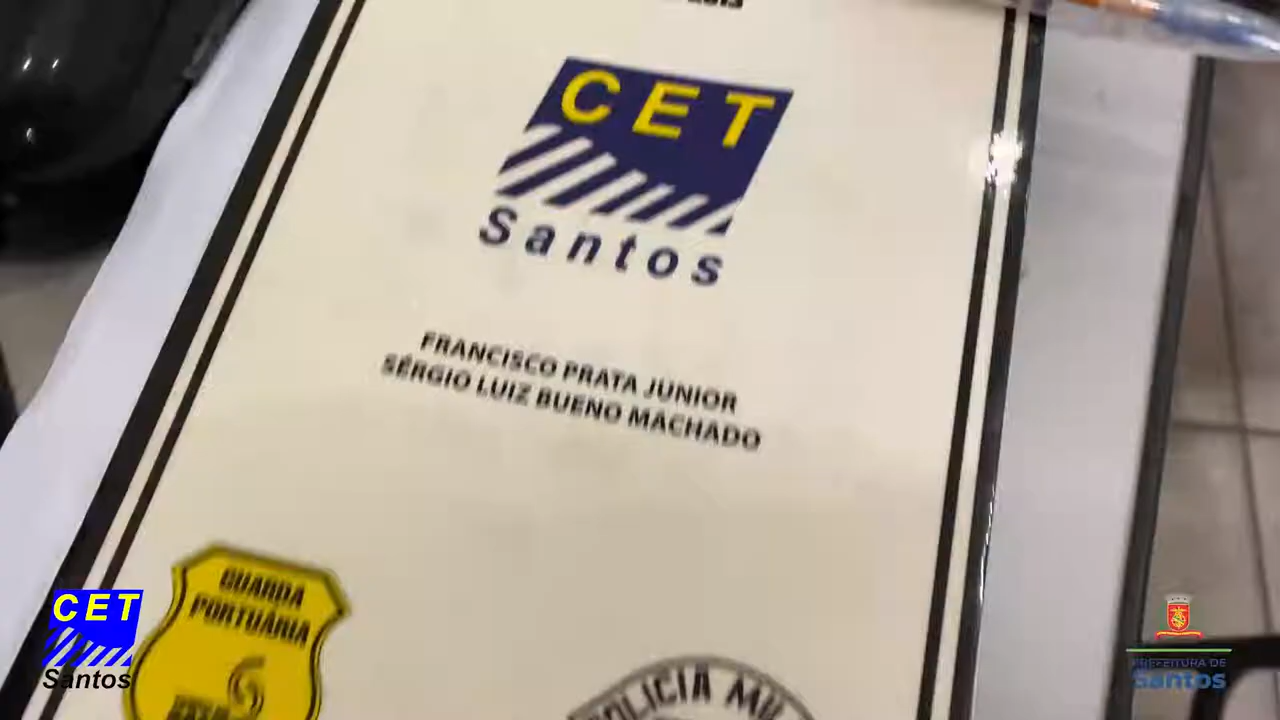 CET
Santos
FRANCISCO PRATA JUNIOR
SÉRGIO LUIZ BUENO MACHADO
GUARDA
PORTUÁRIA
CET
Santos
PREFEITURA DE
Santos